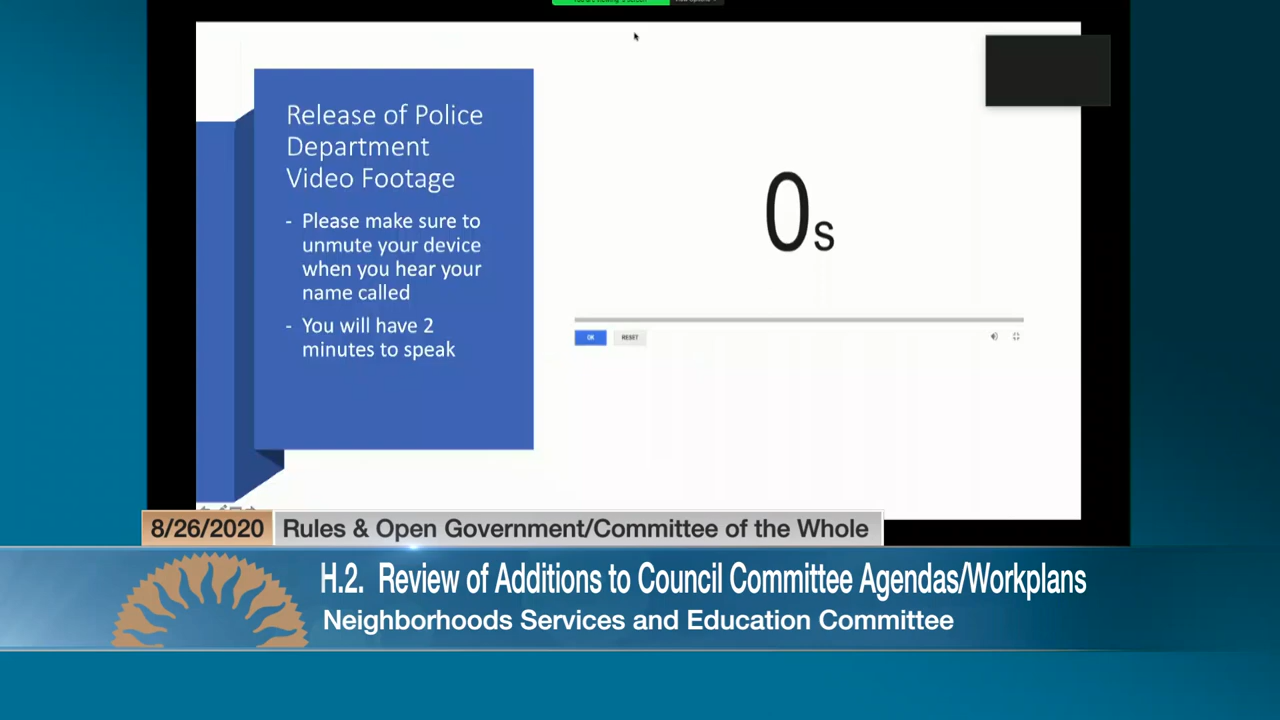 Release of Police
Department
Video Footage
- Please make sure to
unmute your device
when you hear your
name called
- You will have 2
minutes to speak
0s
OK
RESET
8/26/2020
Rules & Open Government/Committee of the Whole
H.2. Review of Additions to Council Committee Agendas/Workplans
Neighborhoods Services and Education Committee